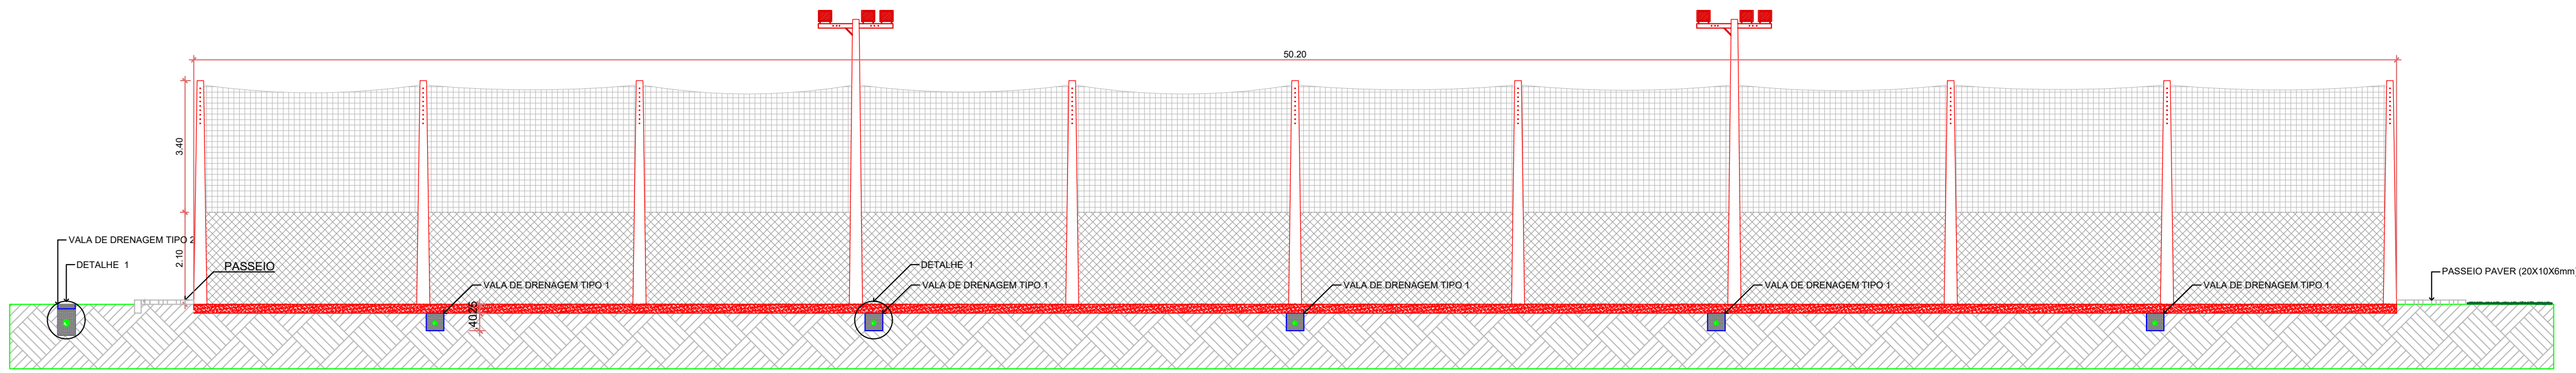 50.20
3.40
2.10
VALA DE DRENAGEM TIPO 2
DETALHE 1
PASSEIO
VALA DE DRENAGEM TIPO 1
DETALHE 1
VALA DE DRENAGEM TIPO 1
VALA DE DRENAGEM TIPO 1
VALA DE DRENAGEM TIPO 1
VALA DE DRENAGEM TIPO 1
PASSEIO PAVER (20X10X6mm)